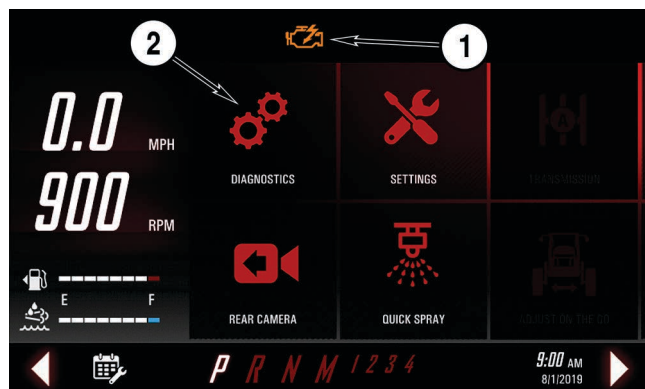 2
1
0.0 MPH
900 RPM
E F
DIAGNOSTICS
SETTINGS
TRANSMISSION
REAR CAMERA
QUICK SPRAY
ADJUST ON THE GO
P R N M 1 2 3 4
9:00 AM
8/1/2019